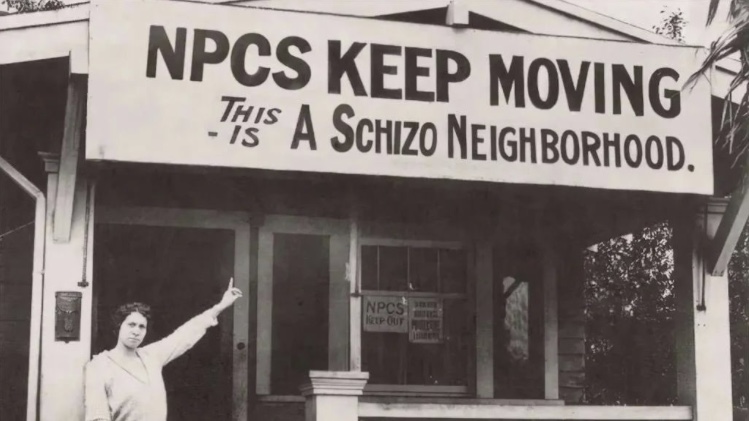 NPCS KEEP MOVING
THIS
- IS A SCHIZO NEIGHBORHOOD.
NPCS
KEEP OUT